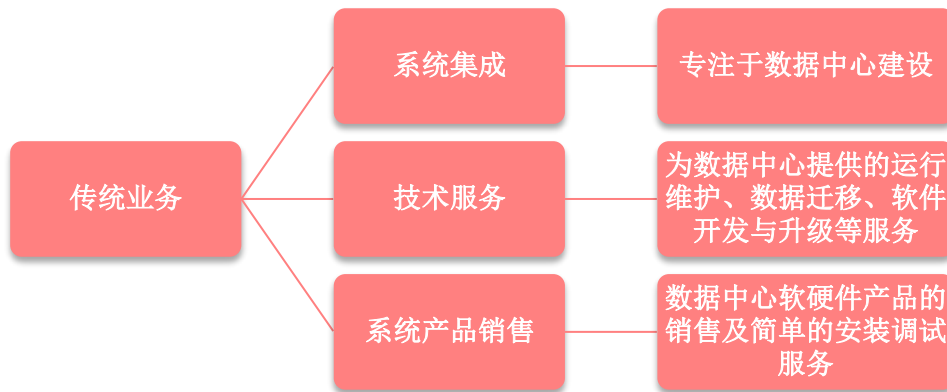 传统业务
系统集成
专注于数据中心建设
技术服务
为数据中心提供的运行
维护、数据迁移、软件
开发与升级等服务
系统产品销售
数据中心软硬件产品的
销售及简单的安装调试
服务